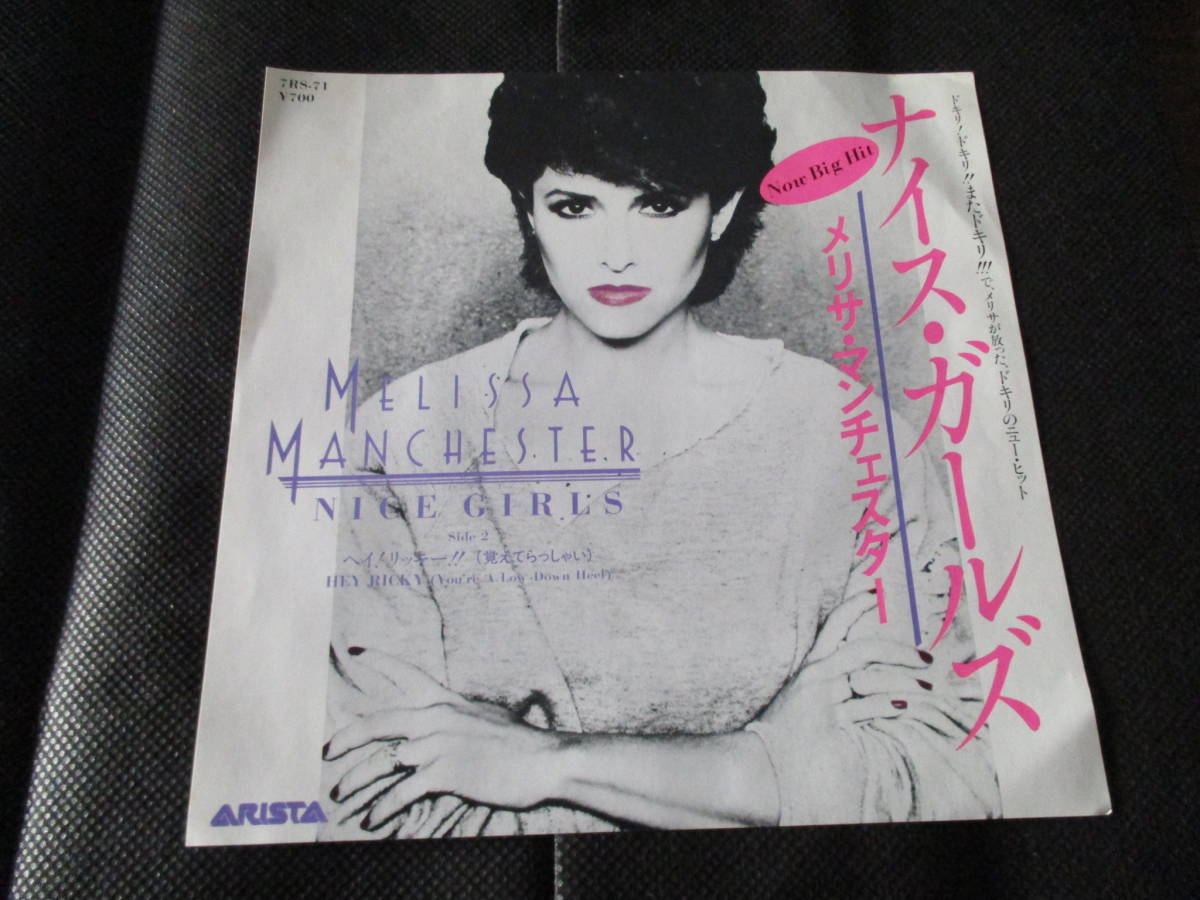 7RS-71
¥700
ドキリ!ドキリ!!またドキリ!!!で、メリサが放った、ドキリのニュー・ヒット
ナイス・ガールズ
Now Big Hit
メリサ・マンチェスター
MELISSA
MANCHESTER
NICE GIRLS
Side 2
ヘイ!リッキー!!(覚えてらっしゃい)
HEY RICKY (You're A Low-Down Heel)
ARISTA